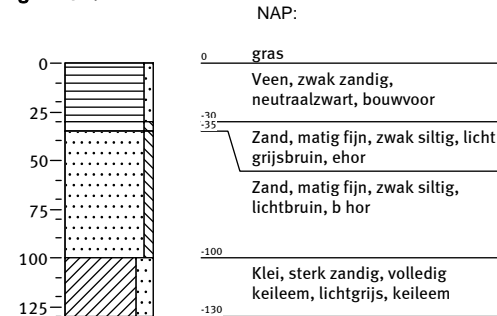 NAP:
0
25
50
75
100
125
0
gras
Veen, zwak zandig,
neutraalzwart, bouwvoor
-30
-35
Zand, matig fijn, zwak siltig, licht
grijsbruin, ehor
Zand, matig fijn, zwak siltig,
lichtbruin, b hor
-100
Klei, sterk zandig, volledig
keileem, lichtgrijs, keileem
-130